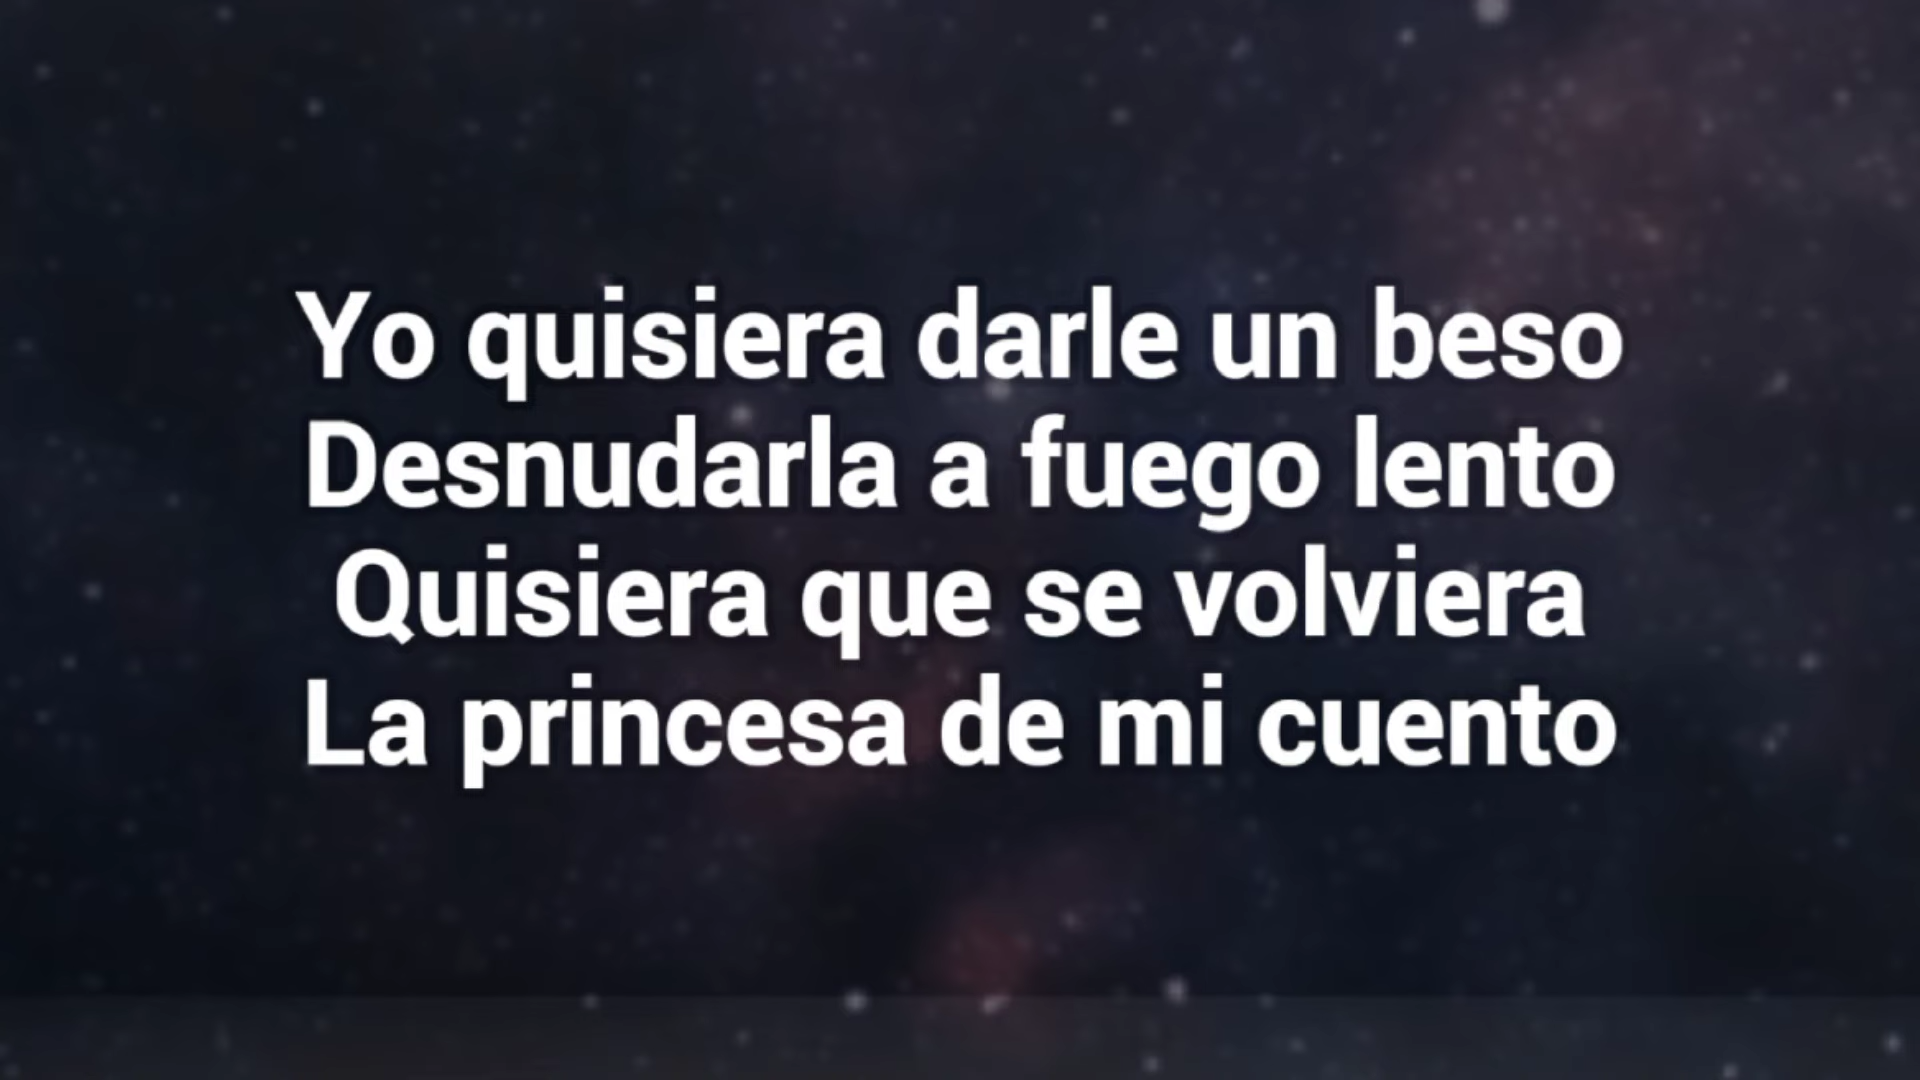 Yo quisiera darle un beso
Desnudarla a fuego lento
Quisiera que se volviera
La princesa de mi cuento